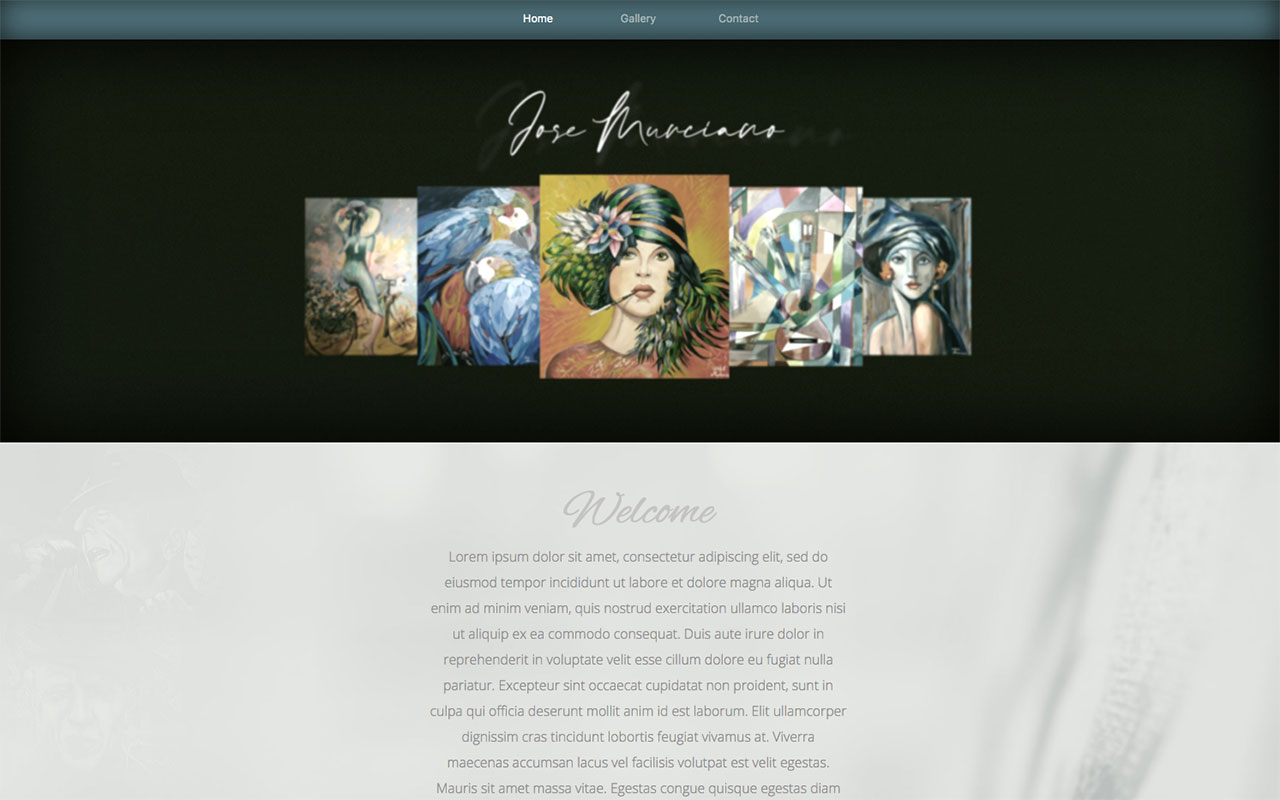 Home Gallery Contact
Jose Murciano
Welcome
Lorem ipsum dolor sit amet, consectetur adipiscing elit, sed do
eiusmod tempor incididunt ut labore et dolore magna aliqua. Ut
enim ad minim veniam, quis nostrud exercitation ullamco laboris nisi
ut aliquip ex ea commodo consequat. Duis aute irure dolor in
reprehenderit in voluptate velit esse cillum dolore eu fugiat nulla
pariatur. Excepteur sint occaecat cupidatat non proident, sunt in
culpa qui officia deserunt mollit anim id est laborum. Elit ullamcorper
dignissim cras tincidunt lobortis feugiat vivamus at. Viverra
maecenas accumsan lacus vel facilisis volutpat est velit egestas.
Mauris sit amet massa vitae. Egestas congue quisque egestas diam